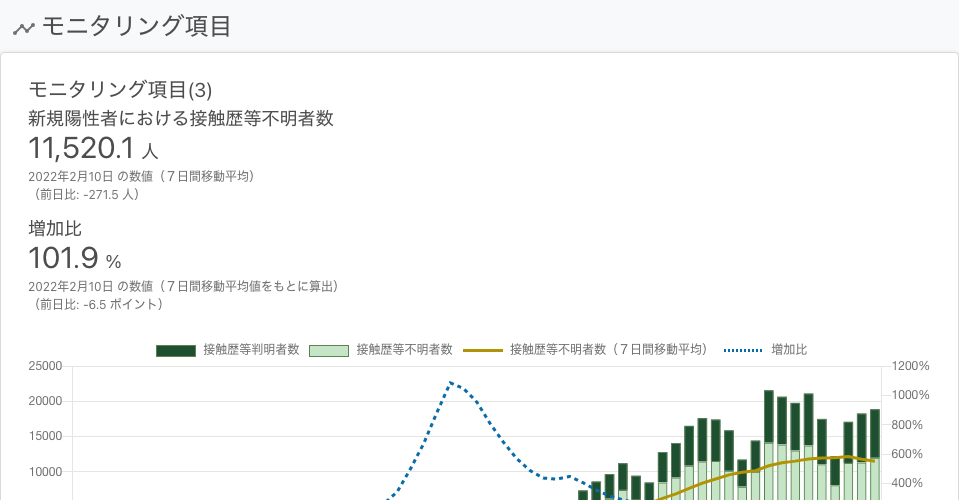 モニタリング項目
モニタリング項目(3)
新規陽性者における接触歴等不明者数
11,520.1 人
2022年2月10日 の数値（７日間移動平均）
（前日比: -271.5 人）
増加比
101.9 %
2022年2月10日 の数値（７日間移動平均値をもとに算出）
（前日比: -6.5 ポイント）
接触歴等判明者数 接触歴等不明者数 接触歴等不明者数（７日間移動平均） 増加比
25000 1200%
20000 1000%
15000 800%
10000 600%
400%